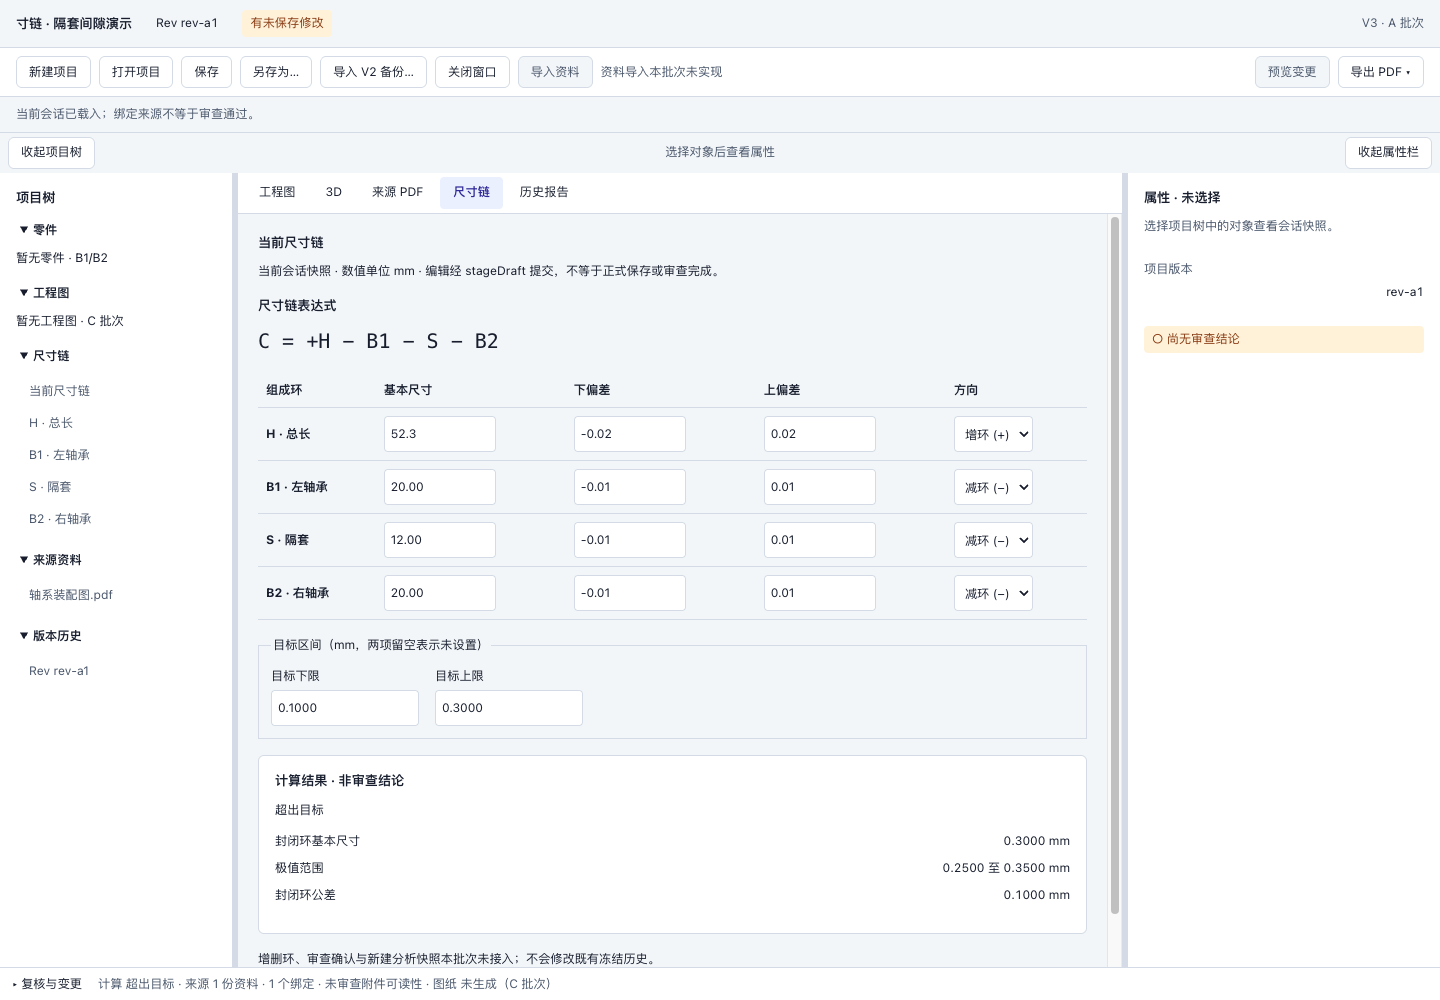 寸链 · 隔套间隙演示 Rev rev-a1 有未保存修改 V3 · A 批次
新建项目 打开项目 保存 另存为... 导入 V2 备份... 关闭窗口 导入资料 资料导入本批次未实现 预览变更 导出 PDF ▾
当前会话已载入；绑定来源不等于审查通过。
收起项目树 选择对象后查看属性 收起属性栏
项目树
▼ 零件
暂无零件 · B1/B2
▼ 工程图
暂无工程图 · C 批次
▼ 尺寸链
当前尺寸链
H · 总长
B1 · 左轴承
S · 隔套
B2 · 右轴承
▼ 来源资料
轴系装配图.pdf
▼ 版本历史
Rev rev-a1
工程图 3D 来源 PDF 尺寸链 历史报告
当前尺寸链
当前会话快照 · 数值单位 mm · 编辑经 stageDraft 提交，不等于正式保存或审查完成。
尺寸链表达式
C = +H − B1 − S − B2
组成环 基本尺寸 下偏差 上偏差 方向
H · 总长 52.3 -0.02 0.02 增环 (+)
B1 · 左轴承 20.00 -0.01 0.01 减环 (−)
S · 隔套 12.00 -0.01 0.01 减环 (−)
B2 · 右轴承 20.00 -0.01 0.01 减环 (−)
目标区间（mm，两项留空表示未设置）
目标下限 目标上限
0.1000 0.3000
计算结果 · 非审查结论
超出目标
封闭环基本尺寸 0.3000 mm
极值范围 0.2500 至 0.3500 mm
封闭环公差 0.1000 mm
增删环、审查确认与新建分析快照本批次未接入；不会修改既有冻结历史。
属性 · 未选择
选择项目树中的对象查看会话快照。
项目版本
rev-a1
○ 尚无审查结论
▸ 复核与变更 计算 超出目标 · 来源 1 份资料 · 1 个绑定 · 未审查附件可读性 · 图纸 未生成（C 批次）